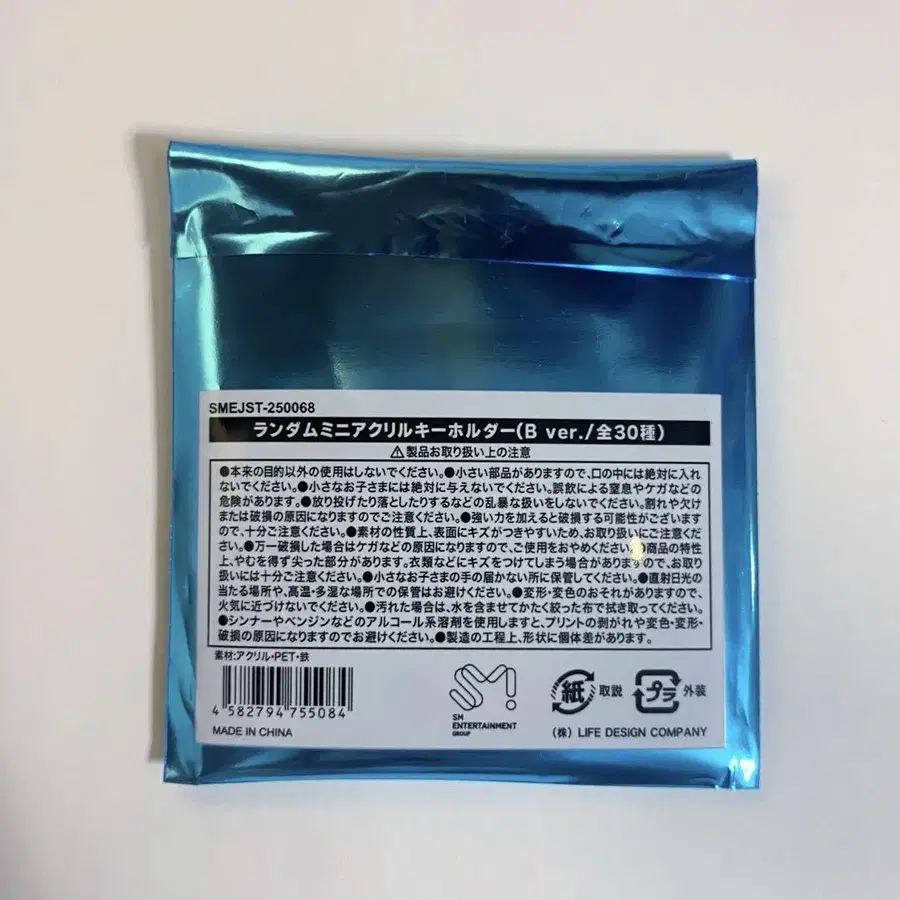 SMEJST-250068
ランダムミニアクリルキーホルダー(B ver./全30種)
⚠製品お取り扱い上の注意
●本来の目的以外の使用はしないでください。●小さい部品がありますので、口の中には絶対に入れ
ないでください。●小さなお子さまには絶対に与えないでください。誤飲による窒息やケガなどの
危険があります。●放り投げたり落としたりするなどの乱暴な扱いをしないでください。割れや欠け
または破損の原因になりますのでご注意ください。●強い力を加えると破損する可能性がございます
ので、十分ご注意ください。●素材の性質上、表面にキズがつきやすいため、お取り扱いにご注意くだ
さい。●万一破損した場合はケガなどの原因になりますので、ご使用をおやめください。●商品の特性
上、やむを得ず尖った部分があります。衣類などにキズをつけてしまう場合がありますので、お取り
扱いには十分ご注意ください。●小さなお子さまの手の届かない所に保管してください。●直射日光の
当たる場所や、高温・多湿な場所での保管はお避けください。●変形・変色のおそれがありますので、
火気に近づけないでください。●汚れた場合は、水を含ませてかたく絞った布で拭き取ってください。
●シンナーやベンジンなどのアルコール系溶剤を使用しますと、プリントの剥がれや変色・変形・
破損の原因になりますのでお避けください。●製造の工程上、形状に個体差があります。
素材:アクリル・PET・鉄
4 582794 755084
MADE IN CHINA
SM
ENTERTAINMENT
GROUP
紙 取説
プラ 外装
(株) LIFE DESIGN COMPANY